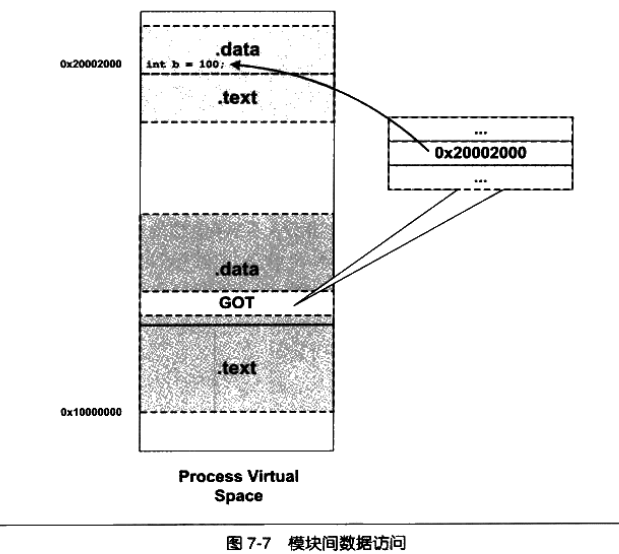 .data
0x20002000
int b = 100;
.text
...
0x20002000
...
.data
GOT
.text
0x10000000
Process Virtual
Space
图 7-7 模块间数据访问